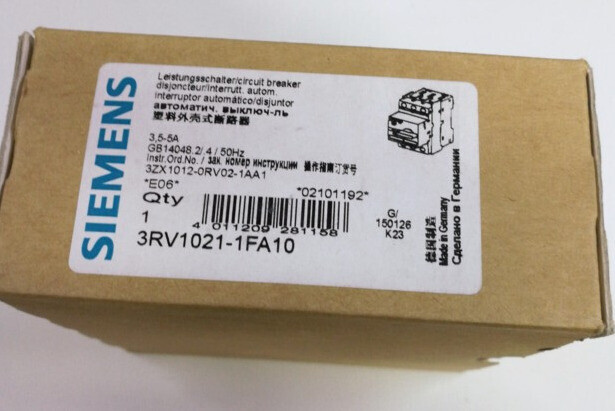 SIEMENS
Leistungsschalter/circuit breaker
disjoncteur/interrutt. autom.
interruptor automático/disjuntor
автоматич. выключ-ль
塑料外壳式断路器
3,5-5A
GB14048.2/.4 / 50Hz
Instr.Ord.No. / зак. номер инструкции 操作指南订货号
3ZX1012-0RV02-1AA1
*E06* *02101192*
Qty
1
4 011209 281158
3RV1021-1FA10
G/
150126
K23
德国制造
Made in Germany
Сделано в Германии